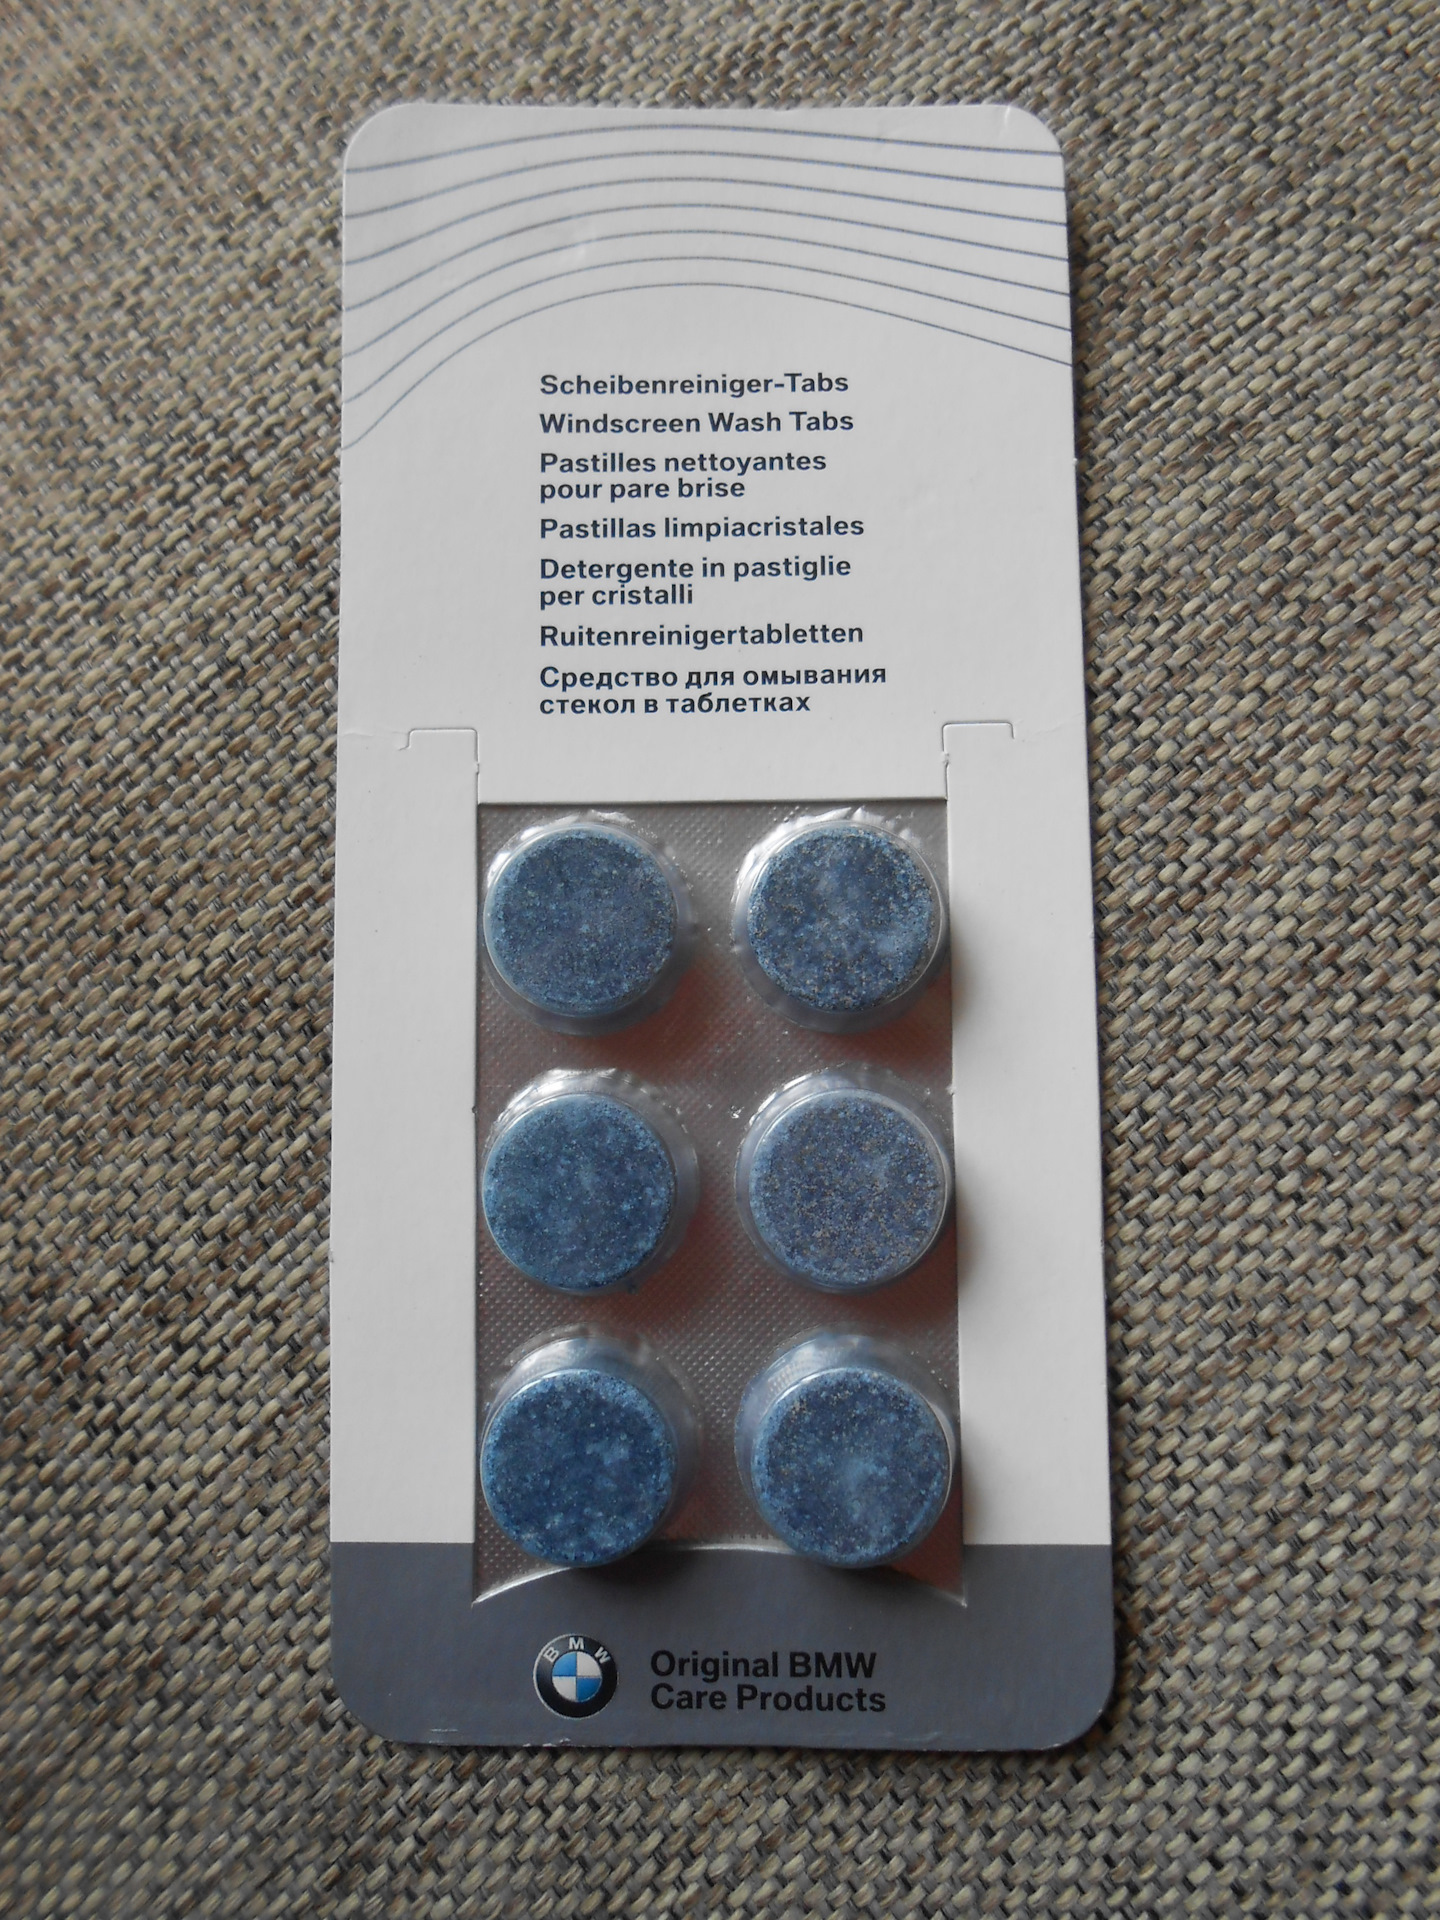 Scheibenreiniger-Tabs
Windscreen Wash Tabs
Pastilles nettoyantes
pour pare brise
Pastillas limpiacristales
Detergente in pastiglie
per cristalli
Ruitenreinigertabletten
Средство для омывания
стекол в таблетках
BMW
Original BMW
Care Products